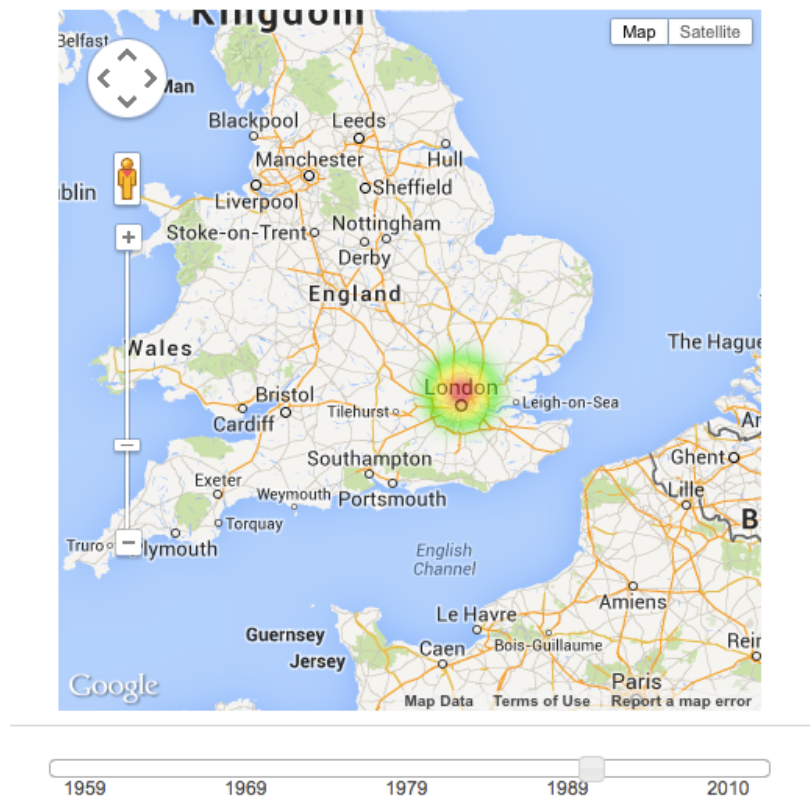 Kingdom
Belfast
Map Satellite
Man
Blackpool Leeds
Manchester Hull
blin Liverpool Sheffield
Stoke-on-Trent Nottingham
Derby
England
Wales
The Hague
London
Bristol Tilehurst Leigh-on-Sea
Cardiff
Ar
Southampton Ghent
Exeter Weymouth Portsmouth Lille
Torquay B
Truro Plymouth English
Channel
Amiens
Le Havre
Guernsey Caen Bois-Guillaume Reir
Jersey
Paris
Google
Map Data Terms of Use Report a map error
1959 1969 1979 1989 2010